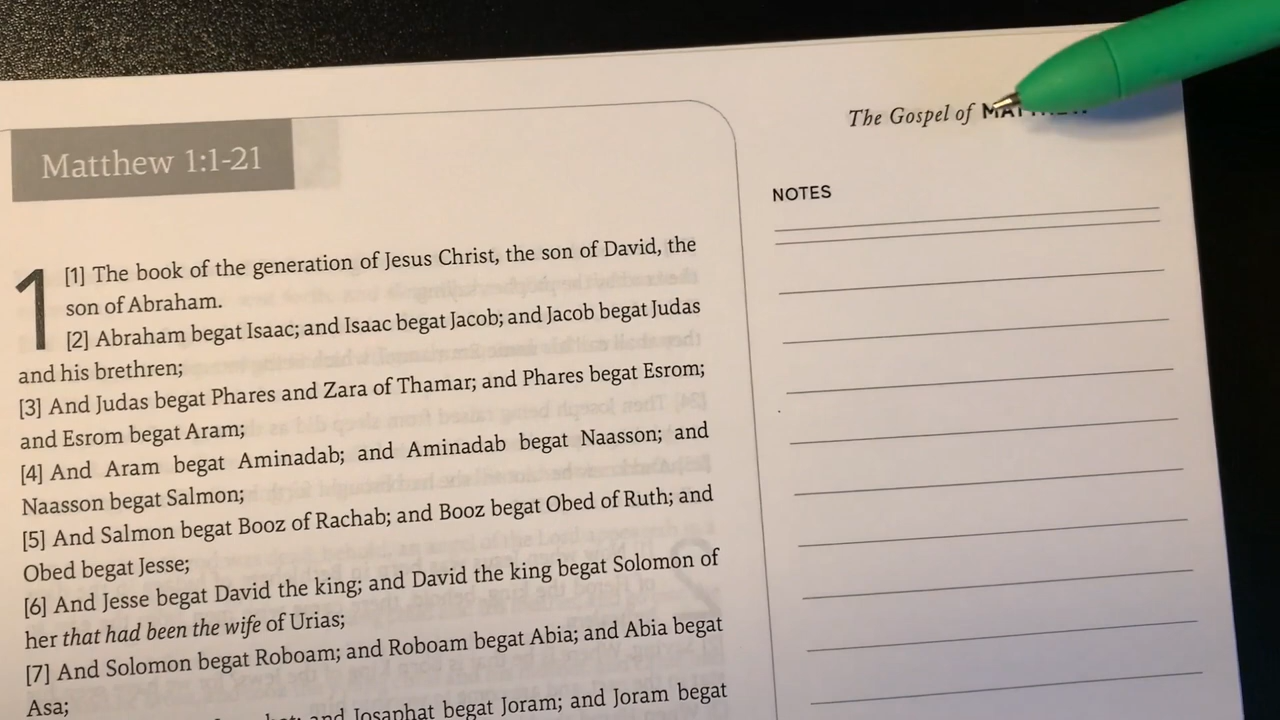 The Gospel of MATTHEW
Matthew 1:1-21
NOTES
1 [1] The book of the generation of Jesus Christ, the son of David, the
son of Abraham.
[2] Abraham begat Isaac; and Isaac begat Jacob; and Jacob begat Judas
and his brethren;
[3] And Judas begat Phares and Zara of Thamar; and Phares begat Esrom;
and Esrom begat Aram;
[4] And Aram begat Aminadab; and Aminadab begat Naasson; and
Naasson begat Salmon;
[5] And Salmon begat Booz of Rachab; and Booz begat Obed of Ruth; and
Obed begat Jesse;
[6] And Jesse begat David the king; and David the king begat Solomon of
her that had been the wife of Urias;
[7] And Solomon begat Roboam; and Roboam begat Abia; and Abia begat
Asa;
and Josaphat begat Joram; and Joram begat